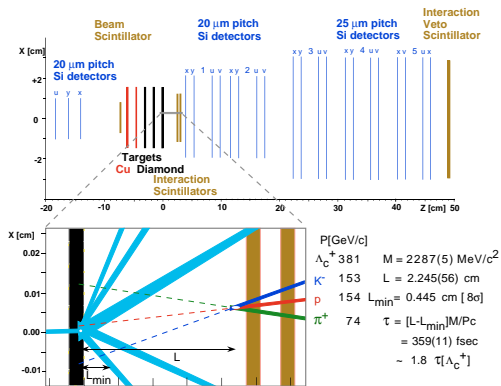 Beam
Scintillator
20 μm pitch
Si detectors
25 μm pitch
Si detectors
Interaction
Veto
Scintillator
X [cm]
20 μm pitch
Si detectors
u y x
x y 1 u v x y 2 u v
x y 3 u v x y 4 u v x y 5 u x
+2
0
-2
Targets
Cu Diamond
Interaction
Scintillators
-20 -10 0 10 20 30 40 Z [cm] 50
X [cm]
0.02
0.01
0.00
-0.01
L
Lmin
P[GeV/c]
Λc+ 381 M = 2287(5) MeV/c²
K- 153 L = 2.245(56) cm
p 154 Lmin= 0.445 cm [8σ]
π+ 74 τ = [L-Lmin]M/Pc
= 359(11) fsec
~ 1.8 τ[Λc+]